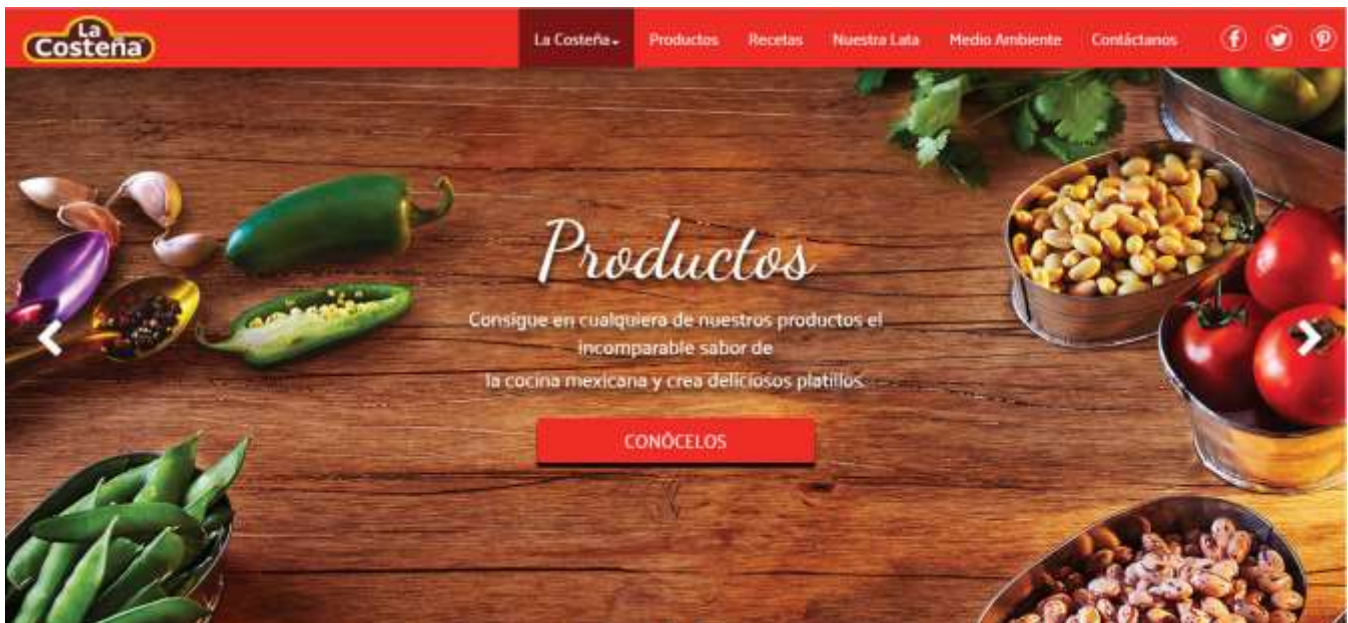 La
Costeña
La Costeña
Productos
Recetas
Nuestra Lata
Medio Ambiente
Contáctanos
Productos
Consigue en cualquiera de nuestros productos el
incomparable sabor de
la cocina mexicana y crea deliciosos platillos.
CONÓCELOS